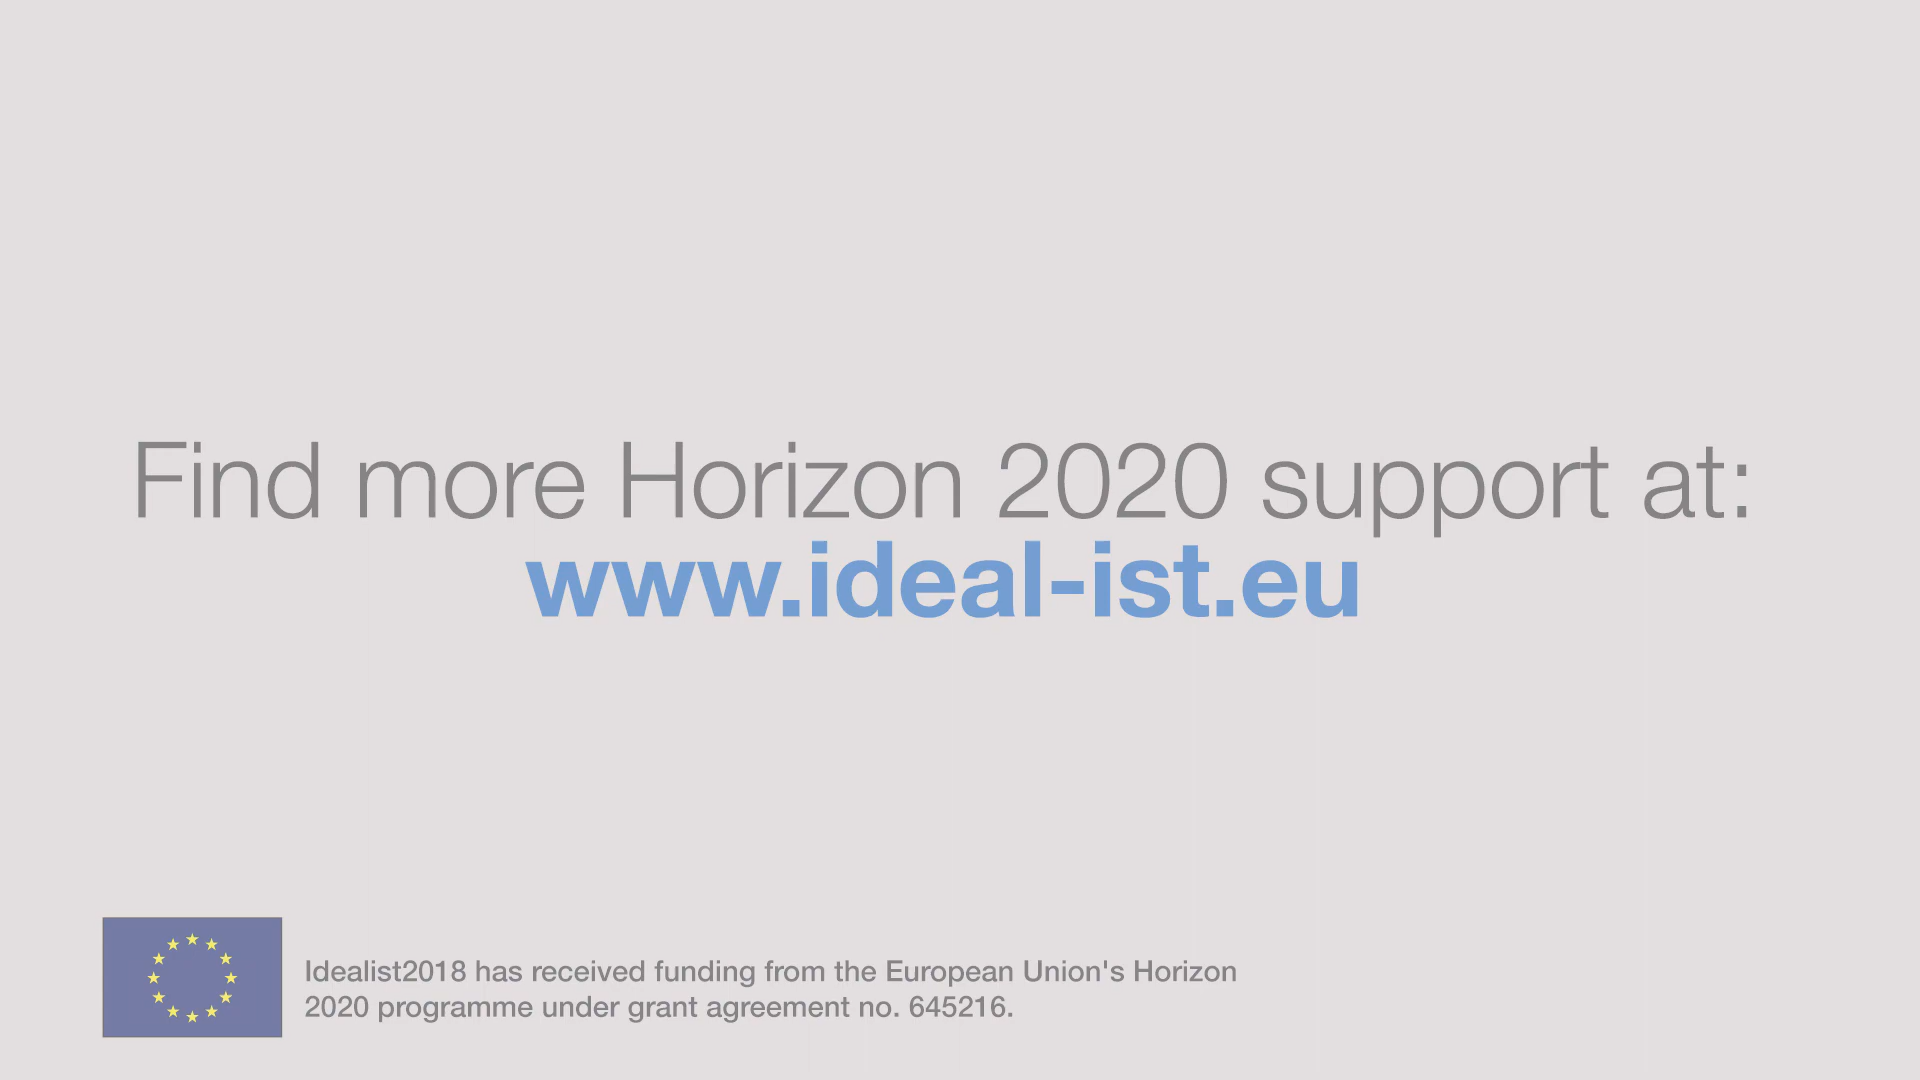 Find more Horizon 2020 support at:
www.ideal-ist.eu
Idealist2018 has received funding from the European Union's Horizon
2020 programme under grant agreement no. 645216.